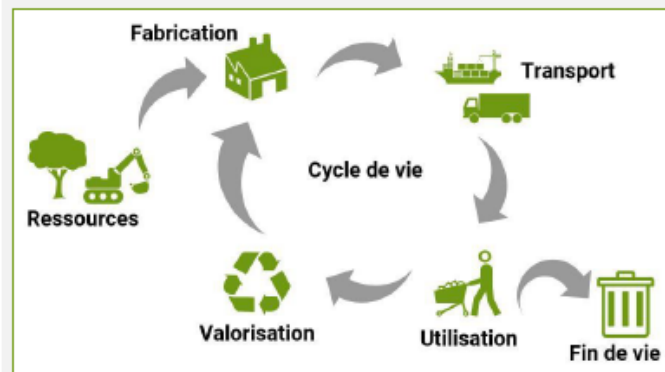 Fabrication
Transport
Cycle de vie
Ressources
Valorisation
Utilisation
Fin de vie